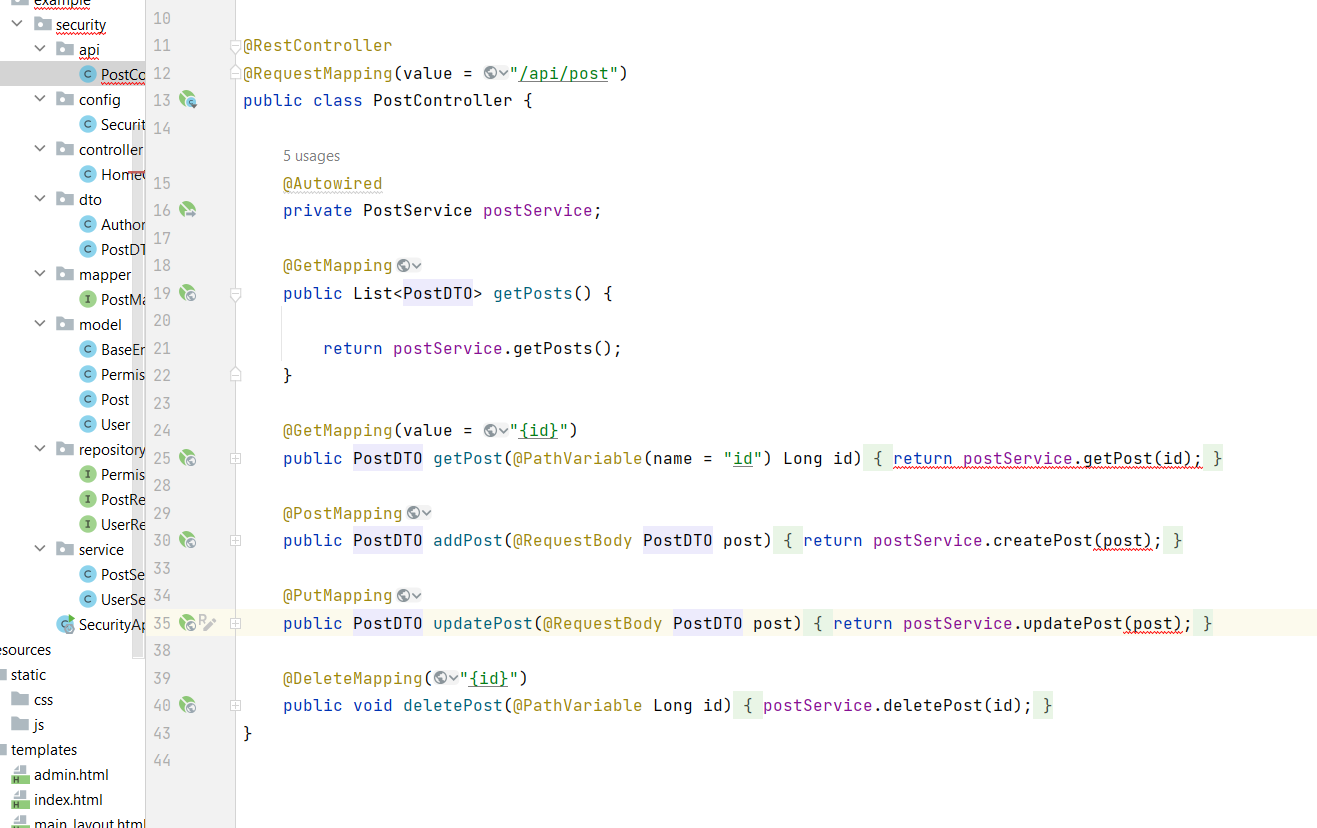 example
security
api
PostCo
config
Securit
controller
Home
dto
Author
PostDT
mapper
PostMa
model
BaseEn
Permis
Post
User
repository
Permis
PostRe
UserRe
service
PostSe
UserSe
SecurityAp
esources
static
css
js
templates
admin.html
index.html
main_layout.html
10
11 @RestController
12 @RequestMapping(value = "/api/post")
13 public class PostController {
14
5 usages
15 @Autowired
16 private PostService postService;
17
18 @GetMapping
19 public List<PostDTO> getPosts() {
20
21 return postService.getPosts();
22 }
23
24 @GetMapping(value = "{id}")
25 public PostDTO getPost(@PathVariable(name = "id") Long id) { return postService.getPost(id); }
28
29 @PostMapping
30 public PostDTO addPost(@RequestBody PostDTO post) { return postService.createPost(post); }
33
34 @PutMapping
35 public PostDTO updatePost(@RequestBody PostDTO post) { return postService.updatePost(post); }
38
39 @DeleteMapping("{id}")
40 public void deletePost(@PathVariable Long id) { postService.deletePost(id); }
43 }
44